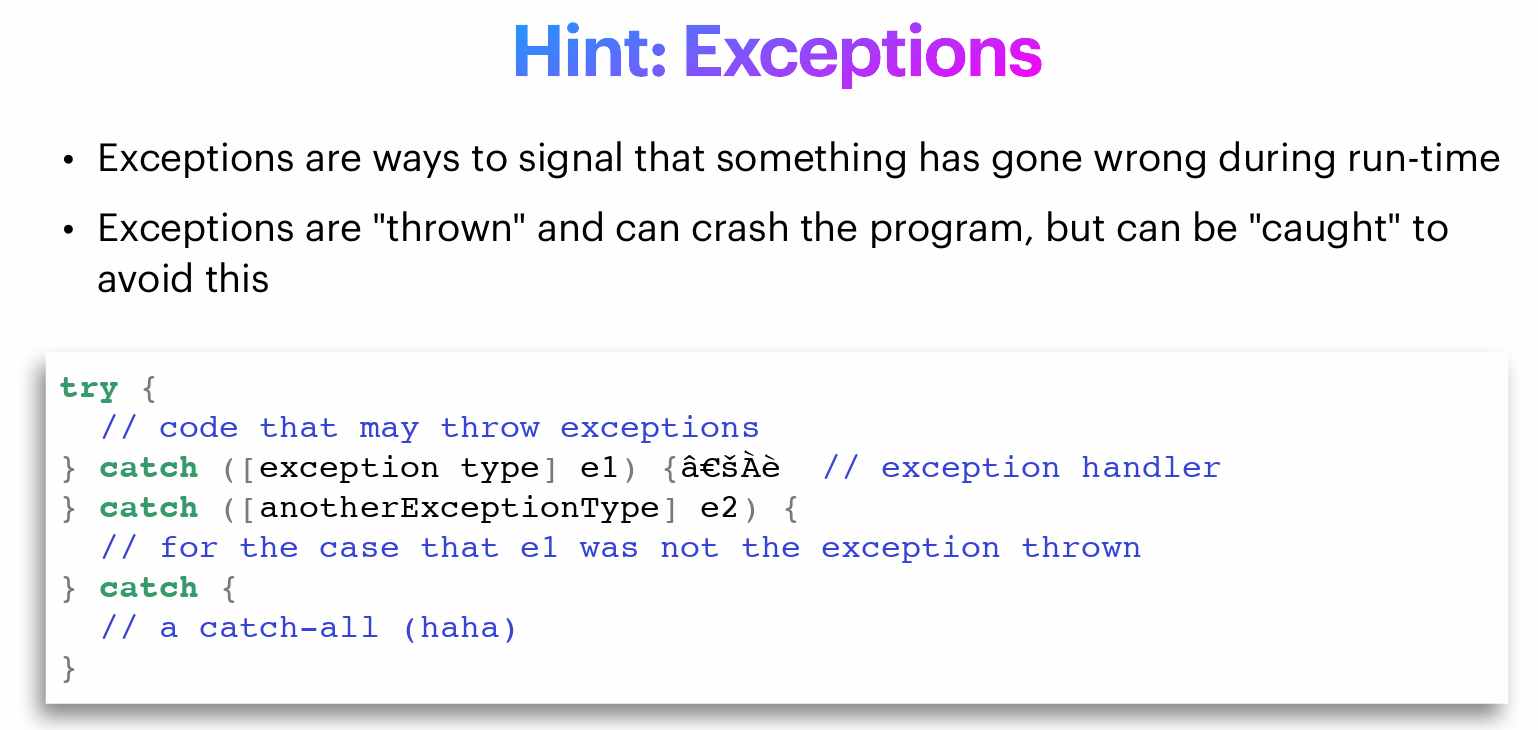 Hint: Exceptions
• Exceptions are ways to signal that something has gone wrong during run-time
• Exceptions are "thrown" and can crash the program, but can be "caught" to
avoid this
try {
  // code that may throw exceptions
} catch ([exception type] e1) {â€šÀè  // exception handler
} catch ([anotherExceptionType] e2) {
  // for the case that e1 was not the exception thrown
} catch {
  // a catch-all (haha)
}